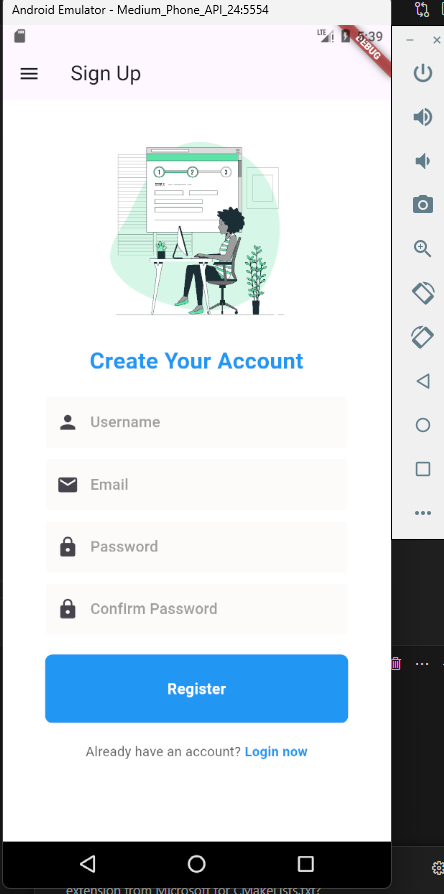 Android Emulator - Medium_Phone_API_24:5554
LTE
5:39
DEBUG
Sign Up
1 2 3
Create Your Account
Username
Email
Password
Confirm Password
Register
Already have an account? Login now
extension from Microsoft for CMakeLists.txt?